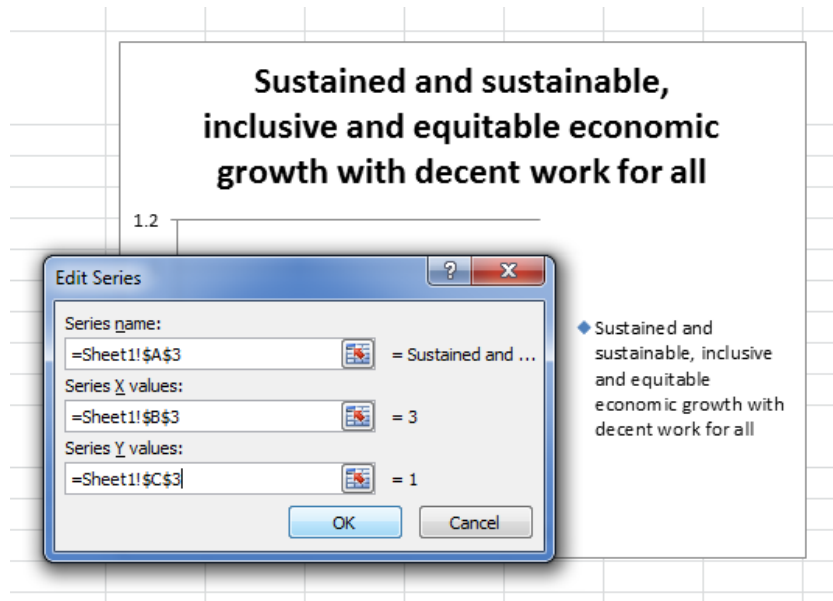 Sustained and sustainable,
inclusive and equitable economic
growth with decent work for all
1.2
Edit Series
?
X
Series name:
=Sheet1!$A$3
= Sustained and ...
Series X values:
=Sheet1!$B$3
= 3
Series Y values:
=Sheet1!$C$3
= 1
OK
Cancel
Sustained and
sustainable, inclusive
and equitable
economic growth with
decent work for all